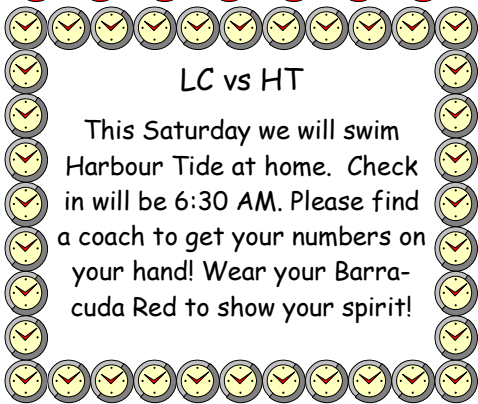 LC vs HT
This Saturday we will swim
Harbour Tide at home.  Check
in will be 6:30 AM. Please find
a coach to get your numbers on
your hand! Wear your Barra-
cuda Red to show your spirit!